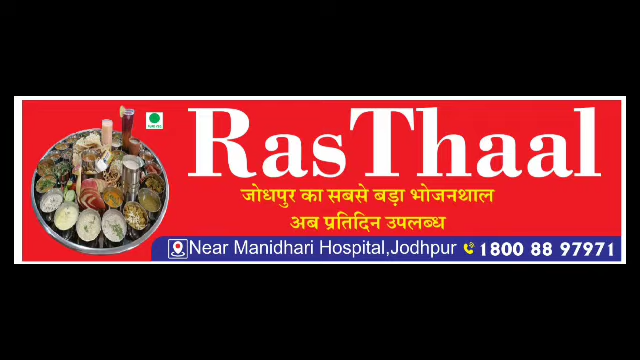 RasThaal
जोधपुर का सबसे बड़ा भोजनथाल
अब प्रतिदिन उपलब्ध
Near Manidhari Hospital,Jodhpur 1800 88 97971